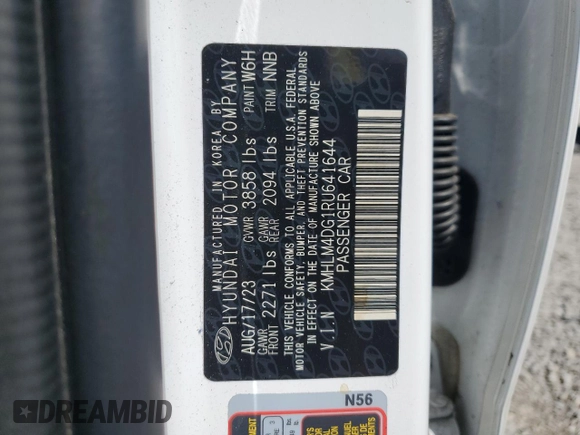 MANUFACTURED IN KOREA BY
HYUNDAI MOTOR COMPANY
AUG/17/23 GVWR 3858 lbs PAINT W6H
GAWR FRONT 2271 lbs GAWR REAR 2094 lbs TRIM NNB
THIS VEHICLE CONFORMS TO ALL APPLICABLE U.S.A. FEDERAL
MOTOR VEHICLE SAFETY, BUMPER, AND THEFT PREVENTION STANDARDS
IN EFFECT ON THE DATE OF MANUFACTURE SHOWN ABOVE
V.I.N KMHLM4DG1RU641644
PASSENGER CAR
N56
DREAMBID